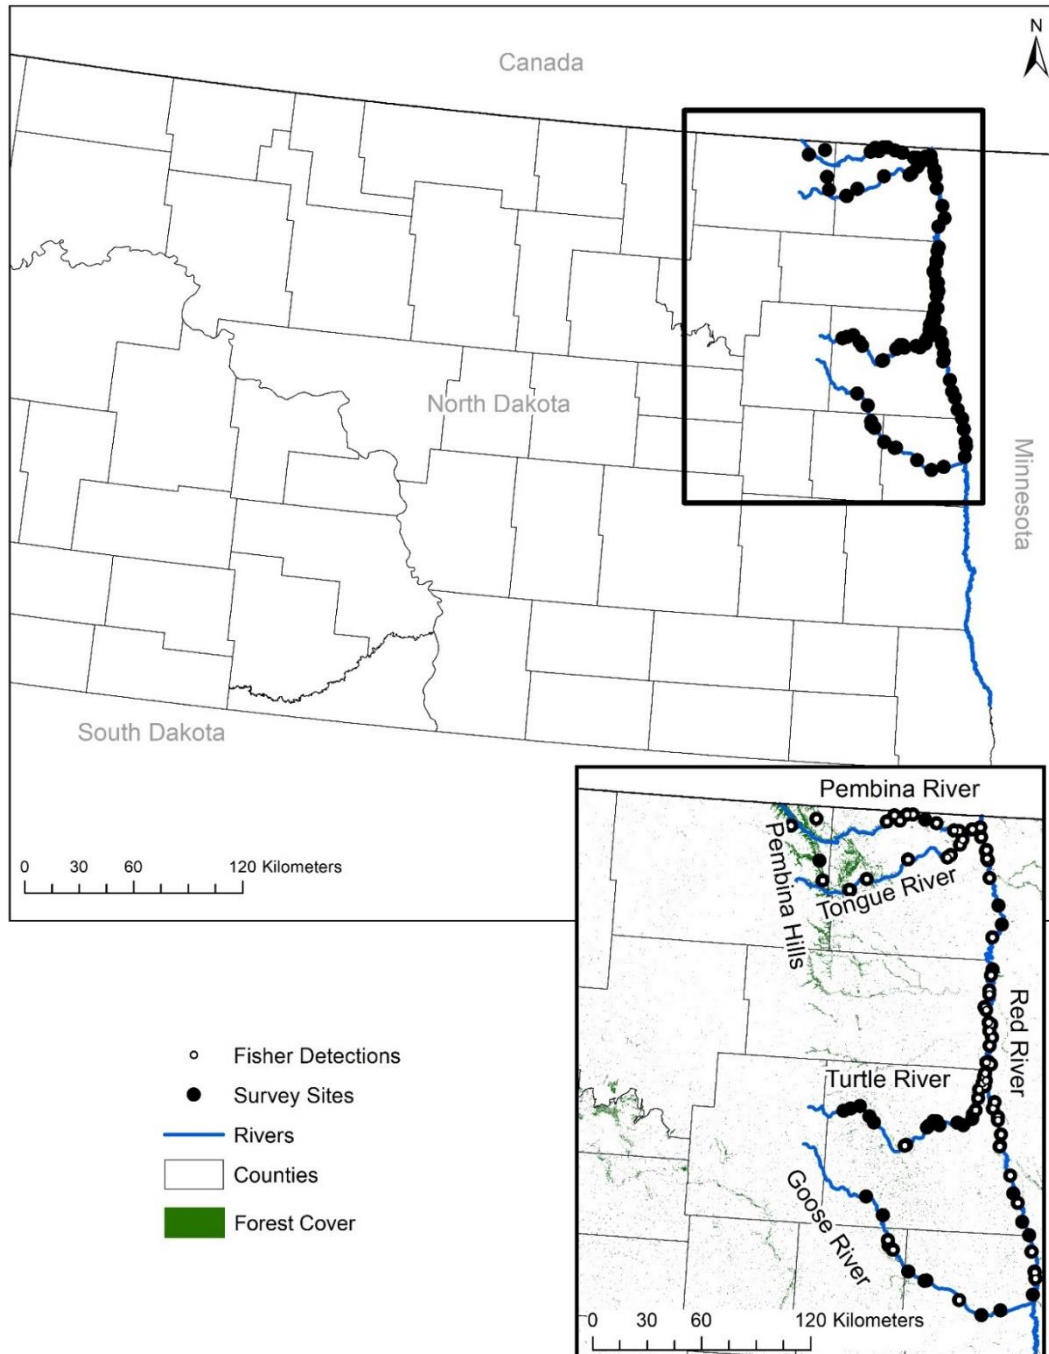 N
Canada
North Dakota
Minnesota
South Dakota
0 30 60 120 Kilometers
Pembina River
Pembina Hills
Tongue River
Red River
Turtle River
Goose River
0 30 60 120 Kilometers
Fisher Detections
Survey Sites
Rivers
Counties
Forest Cover